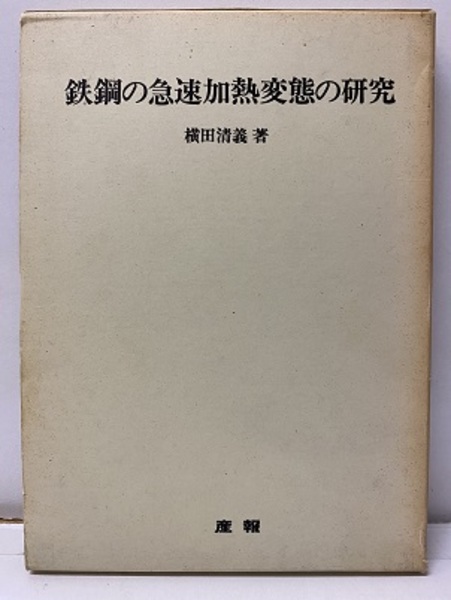 鉄鋼の急速加熱変態の研究
横田清義 著
産報